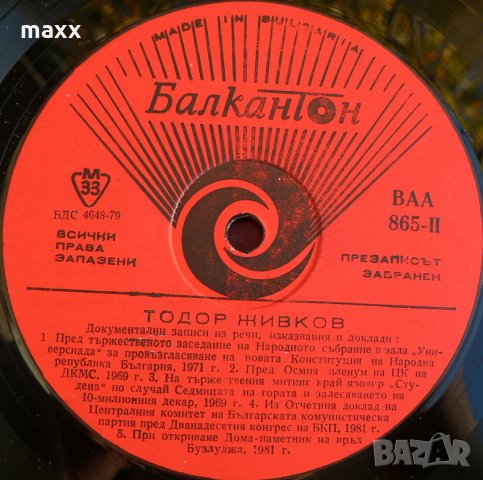 maxx
MADE IN BULGARIA
Балкантон
М
33
БДС 4648-79
ВАА
865-II
ВСИЧКИ
ПРАВА
ЗАПАЗЕНИ
ПРЕЗАПИСЪТ
ЗАБРАНЕН
ТОДОР ЖИВКОВ
Документални записи из речи, изказвания и доклади:
1 Пред тържественото заседание на Народното събрание в зала „Уни-
версиада" за провъзгласяване на новата Конституция на Народна
република България, 1971 г. 2. Пред Осмия пленум на ЦК на
ДКМС, 1969 г. 3. На тържествения митинг край язовир „Сту-
дена" по случай Седмицата на гората и залесяването на
10-милионния декар, 1969 г. 4. Из Отчетния доклад на
Централния комитет на Българската комунистическа
партия пред Дванадесетия конгрес на БКП, 1981 г.
5. При откриване Дома-паметник на връх
Бузлуджа, 1981 г.
BAZAR